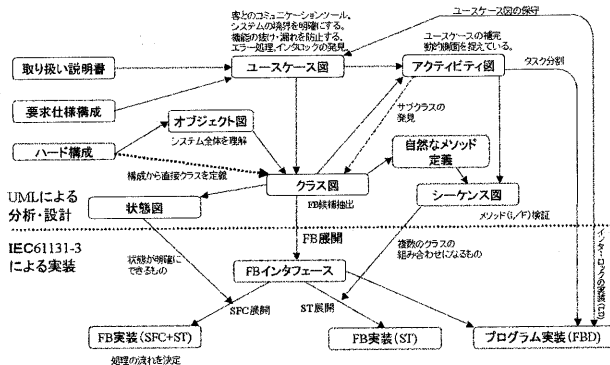 客とのコミュニケーションツール、
システムの境界を明確にする。
機能の抜け・漏れを防止する。
エラー処理、インタロックの発見。
ユースケース図の保守
ユースケースの補完
動的側面を捉えている。
取り扱い説明書
ユースケース図
アクティビティ図
タスク分割
要求仕様構成
オブジェクト図
システム全体を理解
サブクラスの
発見
ハード構成
自然なメソッド
定義
構成から直接クラスを定義
クラス図
FB候補抽出
UMLによる
分析・設計
状態図
シーケンス図
メソッド(I/F)検証
FB展開
IEC61131-3
による実装
状態が明確に
できるもの
複数のクラスの
組み合わせになるもの
FBインタフェース
SFC展開
ST展開
FB実装(SFC+ST)
FB実装(ST)
プログラム実装(FBD)
処理の流れを決定